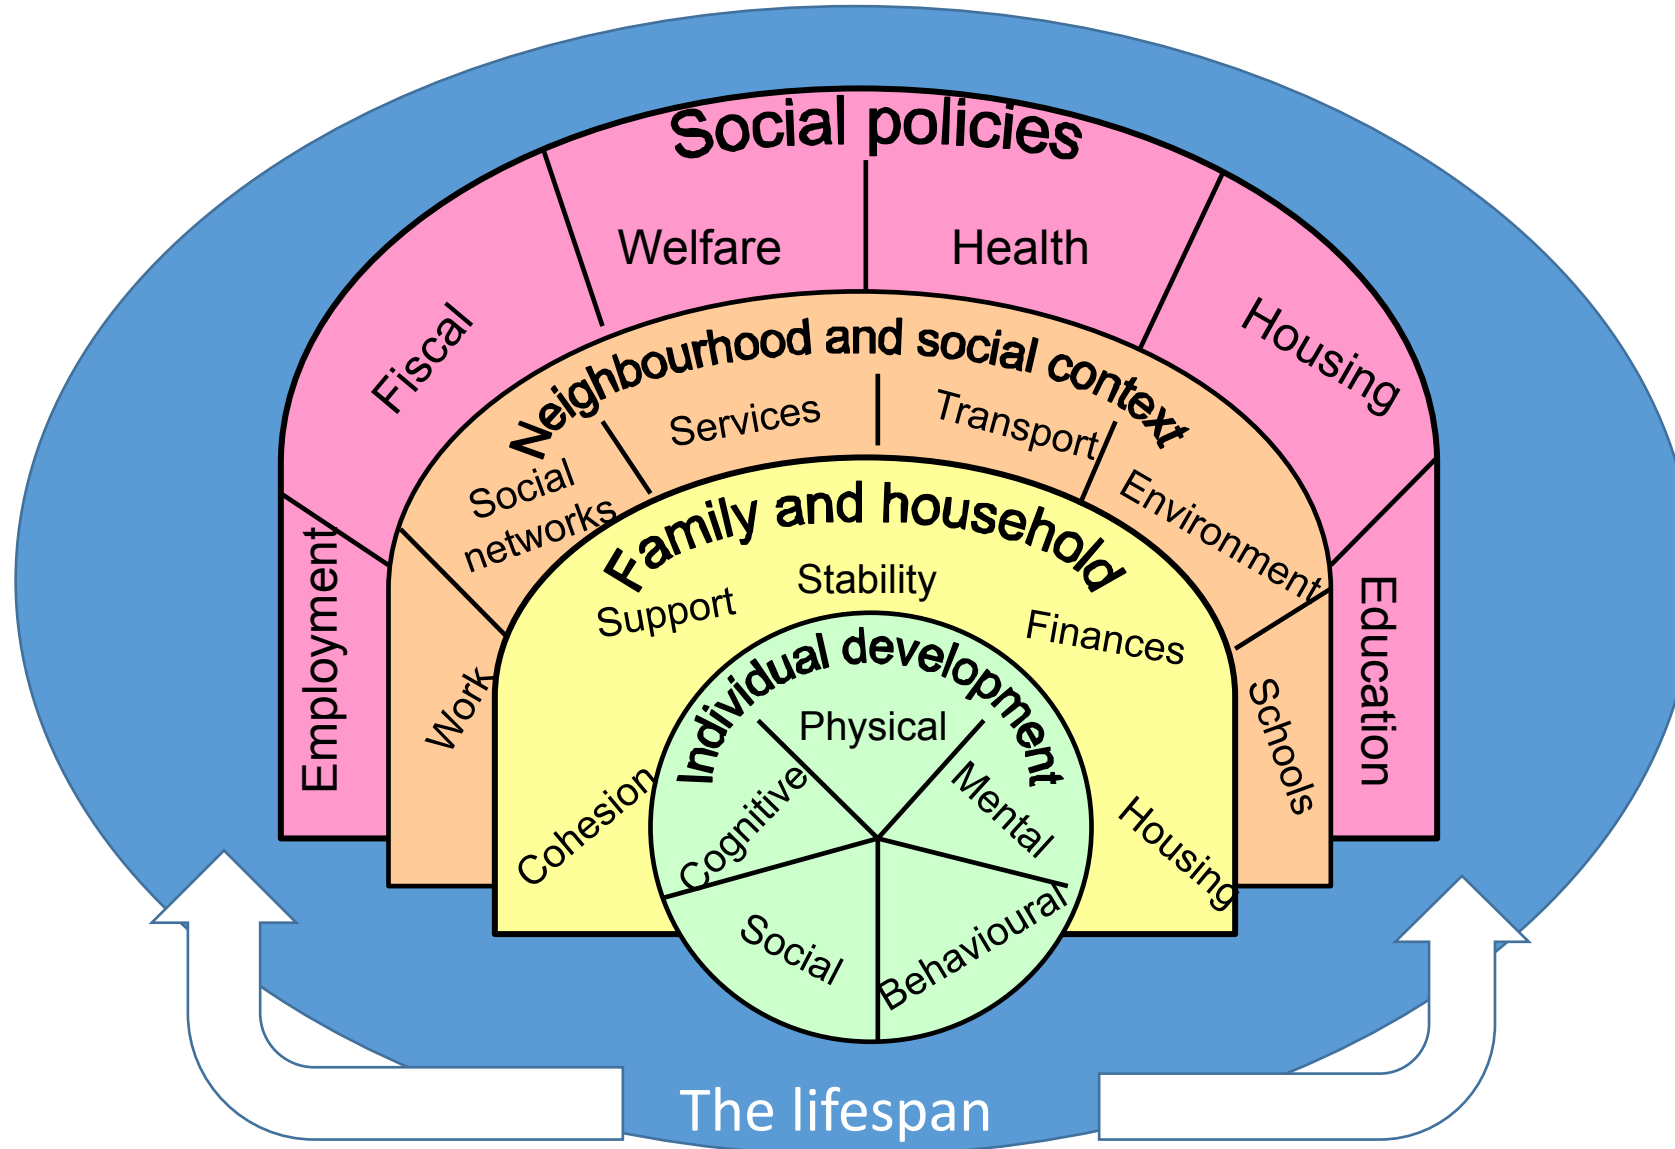 Social policies
Employment
Fiscal
Welfare
Health
Housing
Education
Neighbourhood and social context
Work
Social
networks
Services
Transport
Environment
Schools
Family and household
Cohesion
Support
Stability
Finances
Housing
Individual development
Cognitive
Physical
Mental
Social
Behavioural
The lifespan